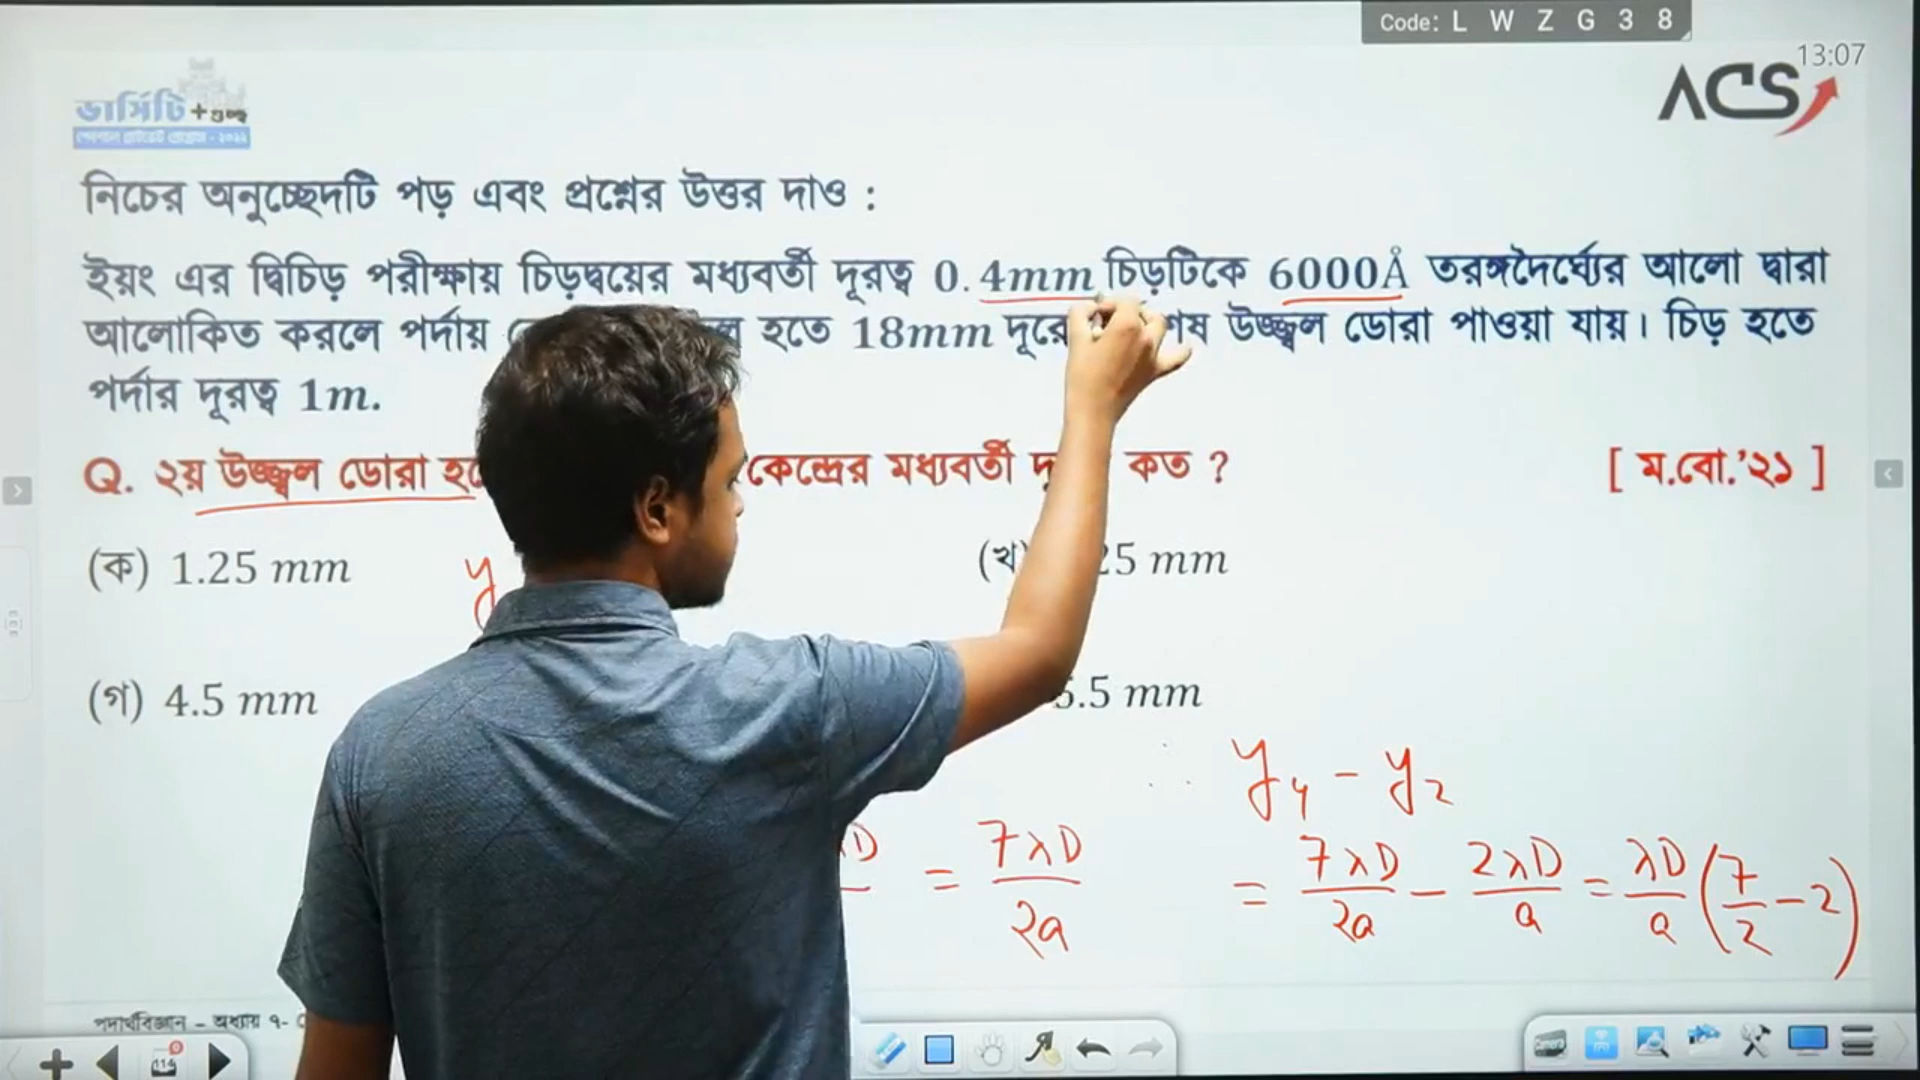 Code: L W Z G 3 8
13:07
ACS
ভার্সিটি +
নিচের অনুচ্ছেদটি পড় এবং প্রশ্নের উত্তর দাও :
ইয়ং এর দ্বিচিড় পরীক্ষায় চিড়দ্বয়ের মধ্যবর্তী দূরত্ব 0.4mm চিড়টিকে 6000Å তরঙ্গদৈর্ঘ্যের আলো দ্বারা
আলোকিত করলে পর্দায় হতে 18mm দূরে উজ্জ্বল ডোরা পাওয়া যায়। চিড় হতে
পর্দার দূরত্ব 1m.
Q. ২য় উজ্জ্বল ডোরা কেন্দ্রের মধ্যবর্তী কত ? [ ম.বো.'২১ ]
(ক) 1.25 mm y (খ) 25 mm
(গ) 4.5 mm 5.5 mm
y₄ - y₂
λD = 7λD/2a = 7λD/2a - 2λD/a = λD/a (7/2 - 2)
পদার্থবিজ্ঞান - অধ্যায় ৭-
114
Camera